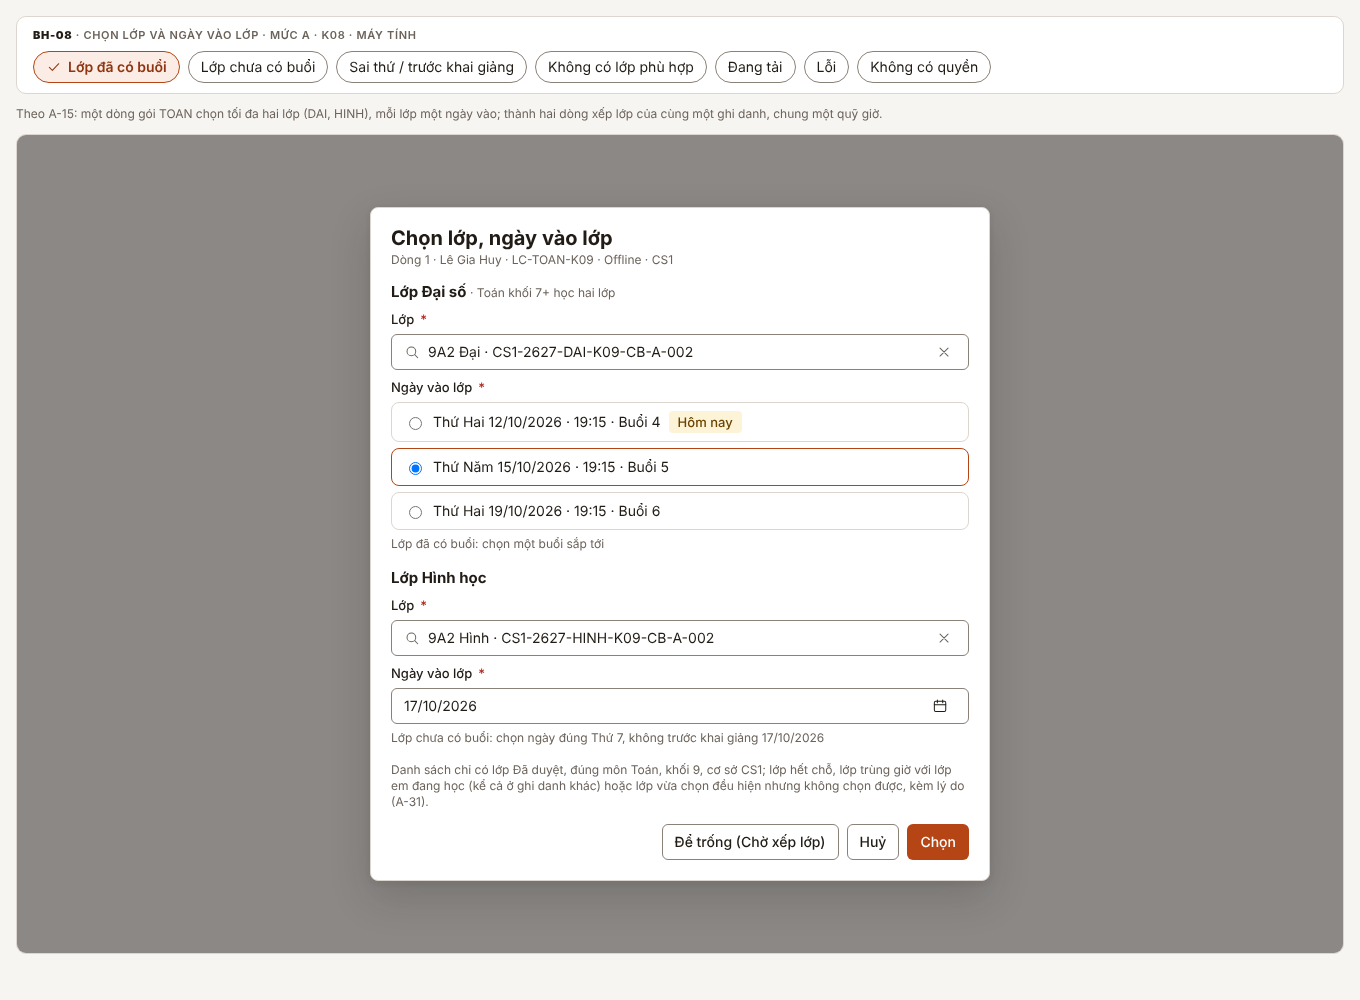 BH-08 · CHỌN LỚP VÀ NGÀY VÀO LỚP · MỨC A · K08 · MÁY TÍNH
Lớp đã có buổi
Lớp chưa có buổi
Sai thứ / trước khai giảng
Không có lớp phù hợp
Đang tải
Lỗi
Không có quyền
Theo A-15: một dòng gói TOAN chọn tối đa hai lớp (DAI, HINH), mỗi lớp một ngày vào; thành hai dòng xếp lớp của cùng một ghi danh, chung một quỹ giờ.
Chọn lớp, ngày vào lớp
Dòng 1 · Lê Gia Huy · LC-TOAN-K09 · Offline · CS1
Lớp Đại số · Toán khối 7+ học hai lớp
Lớp *
9A2 Đại · CS1-2627-DAI-K09-CB-A-002
Ngày vào lớp *
Thứ Hai 12/10/2026 · 19:15 · Buổi 4 Hôm nay
Thứ Năm 15/10/2026 · 19:15 · Buổi 5
Thứ Hai 19/10/2026 · 19:15 · Buổi 6
Lớp đã có buổi: chọn một buổi sắp tới
Lớp Hình học
Lớp *
9A2 Hình · CS1-2627-HINH-K09-CB-A-002
Ngày vào lớp *
17/10/2026
Lớp chưa có buổi: chọn ngày đúng Thứ 7, không trước khai giảng 17/10/2026
Danh sách chỉ có lớp Đã duyệt, đúng môn Toán, khối 9, cơ sở CS1; lớp hết chỗ, lớp trùng giờ với lớp
em đang học (kể cả ở ghi danh khác) hoặc lớp vừa chọn đều hiện nhưng không chọn được, kèm lý do
(A-31).
Để trống (Chờ xếp lớp)
Huỷ
Chọn